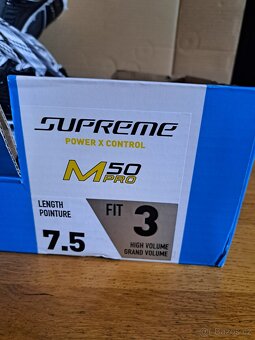 SUPREME
POWER X CONTROL
M50 PRO
LENGTH
POINTURE
7.5
FIT 3
HIGH VOLUME
GRAND VOLUME